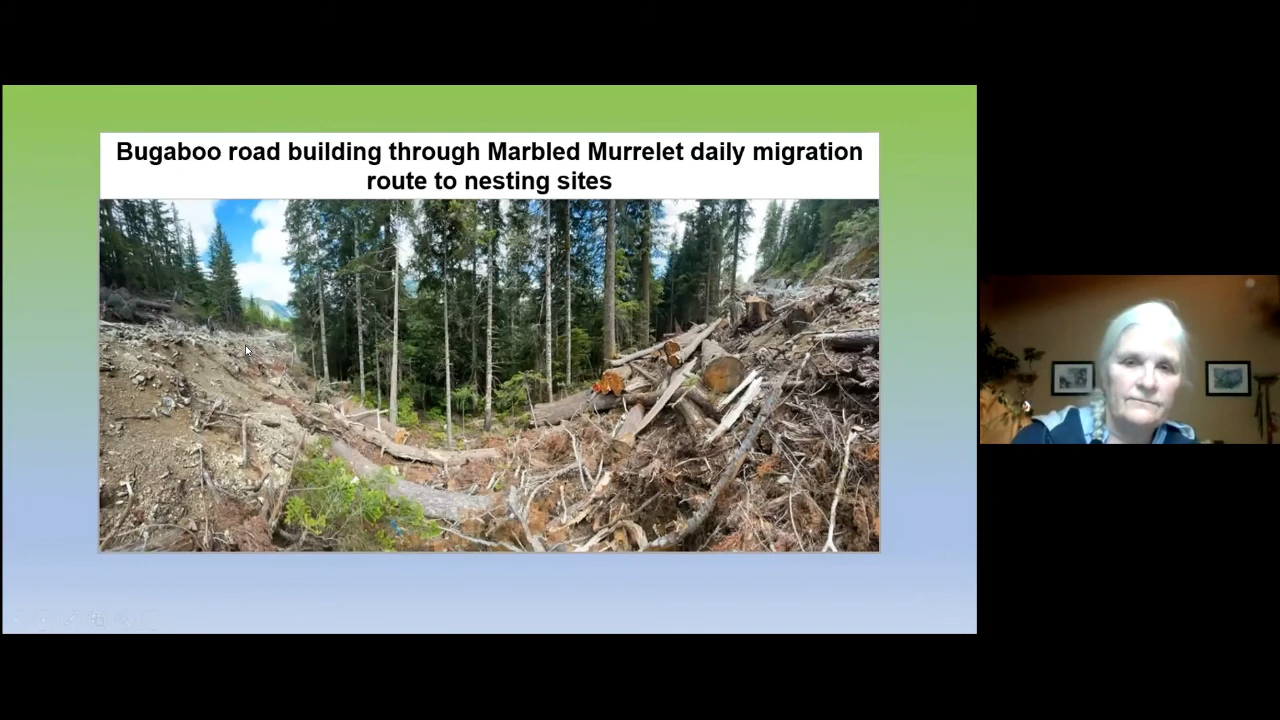 Bugaboo road building through Marbled Murrelet daily migration
route to nesting sites